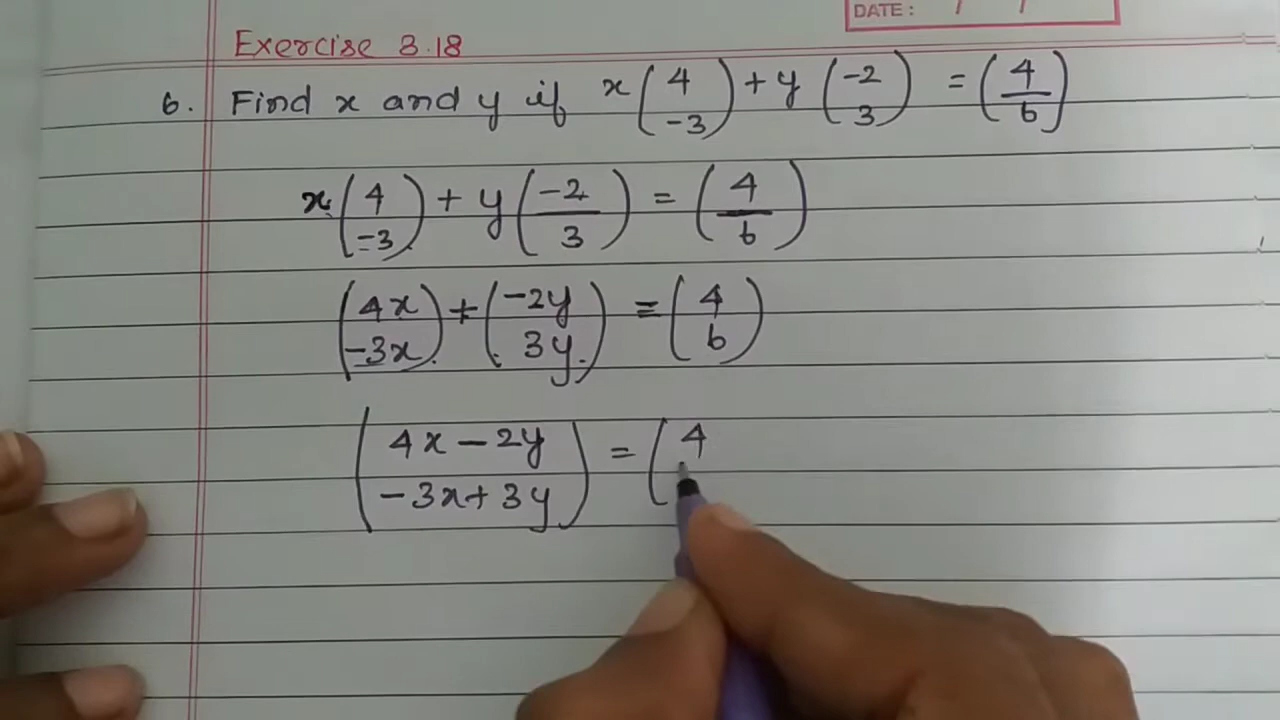 DATE : / /
Exercise 3.18
6. Find x and y if x(4 -3) + y(-2 3) = (4 6)
x(4 -3) + y(-2 3) = (4 6)
(4x -3x) + (-2y 3y) = (4 6)
(4x - 2y -3x + 3y) = (4